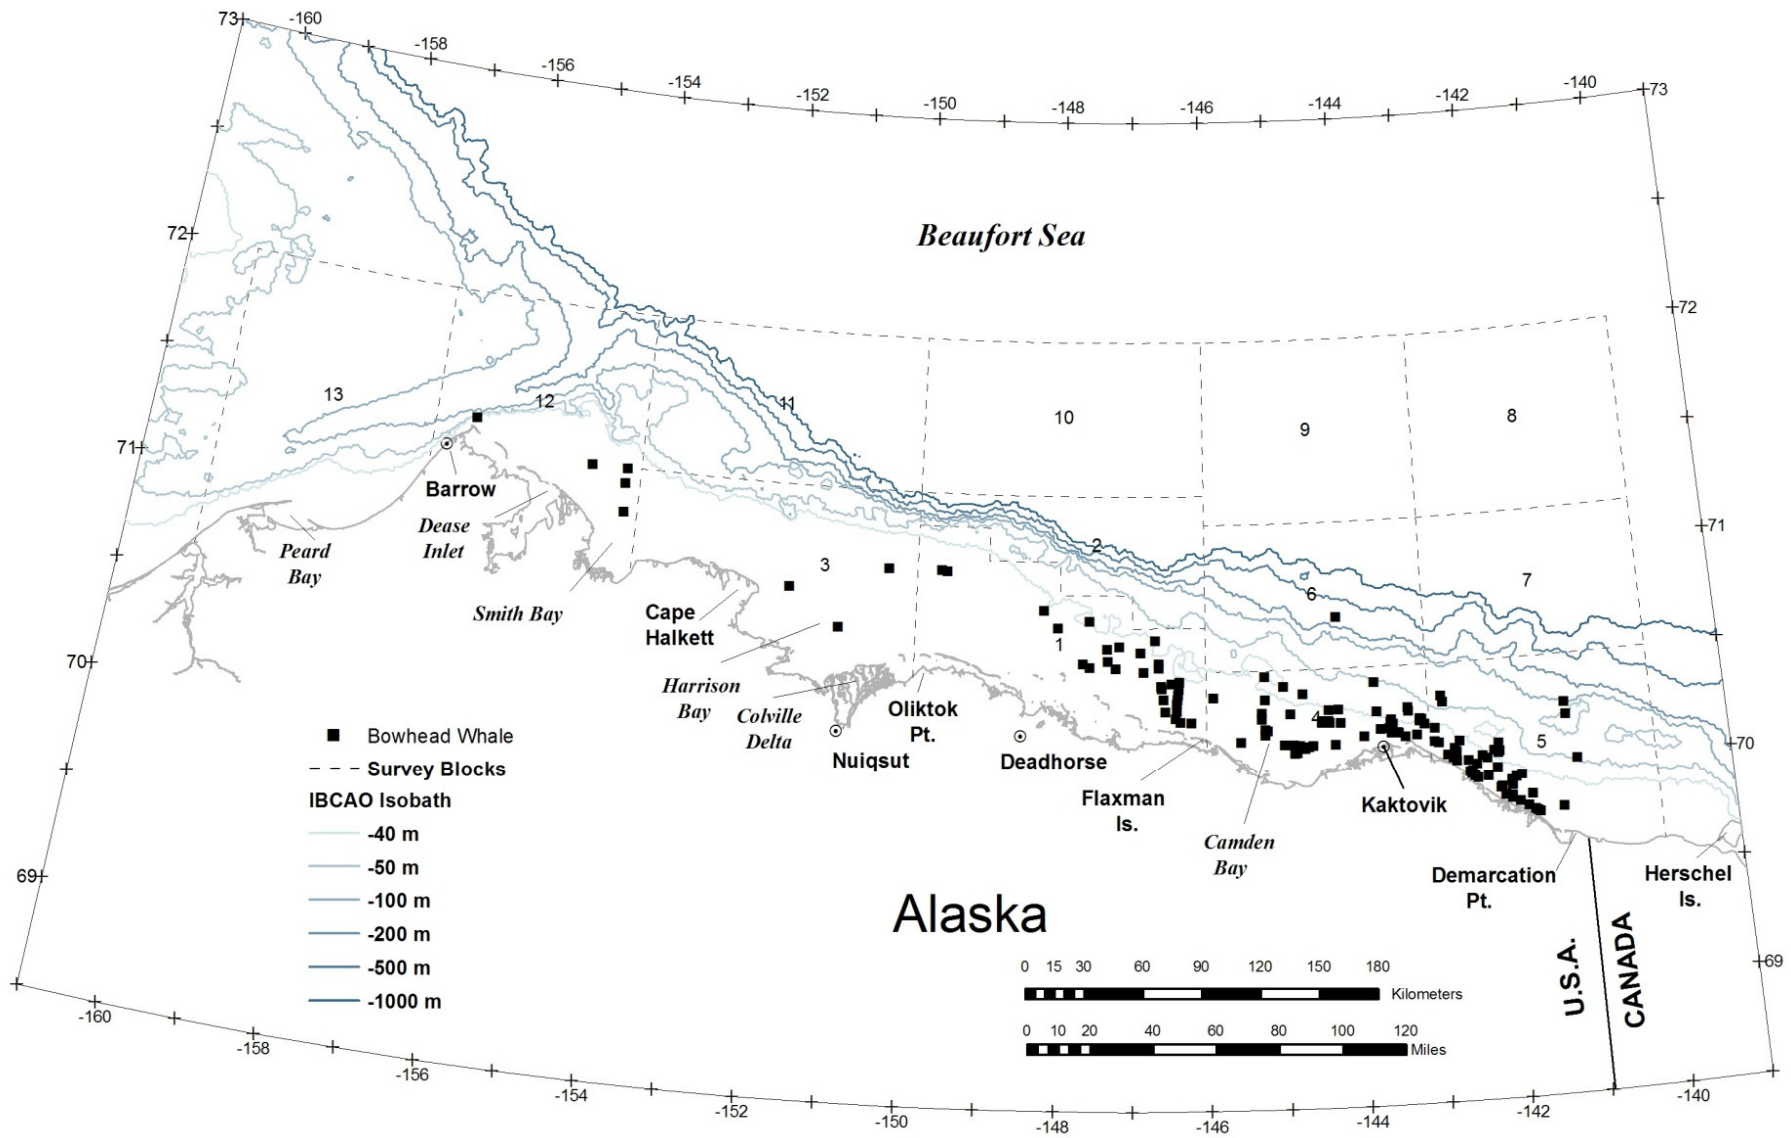 73
-160
-158
-156
-154
-152
-150
-148
-146
-144
-142
-140
73
72
Beaufort Sea
72
13
12
11
10
9
8
71
Barrow
Dease
Inlet
Peard
Bay
Smith Bay
71
2
3
6
7
Cape
Halkett
1
70
Harrison
Bay
Colville
Delta
Oliktok
Pt.
4
5
70
Nuiqsut
Deadhorse
Flaxman
Is.
Kaktovik
Camden
Bay
Demarcation
Pt.
Herschel
Is.
Bowhead Whale
Survey Blocks
IBCAO Isobath
-40 m
-50 m
-100 m
-200 m
-500 m
-1000 m
69
Alaska
U.S.A.
CANADA
69
0 15 30 60 90 120 150 180
Kilometers
0 10 20 40 60 80 100 120
Miles
-160
-158
-156
-154
-152
-150
-148
-146
-144
-142
-140